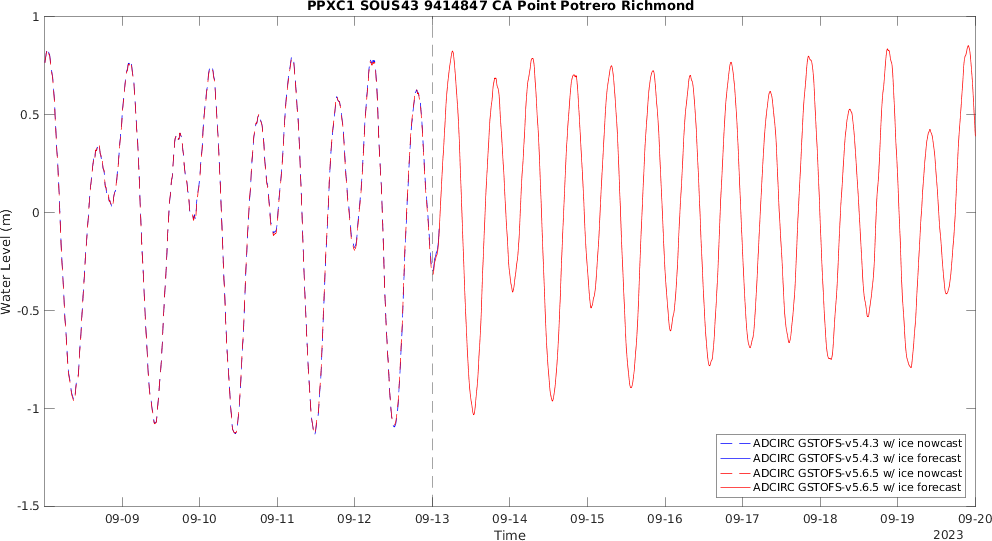 PPXC1 SOUS43 9414847 CA Point Potrero Richmond
1
0.5
0
-0.5
-1
-1.5
Water Level (m)
09-09 09-10 09-11 09-12 09-13 09-14 09-15 09-16 09-17 09-18 09-19 09-20
Time
2023
ADCIRC GSTOFS-v5.4.3 w/ ice nowcast
ADCIRC GSTOFS-v5.4.3 w/ ice forecast
ADCIRC GSTOFS-v5.6.5 w/ ice nowcast
ADCIRC GSTOFS-v5.6.5 w/ ice forecast